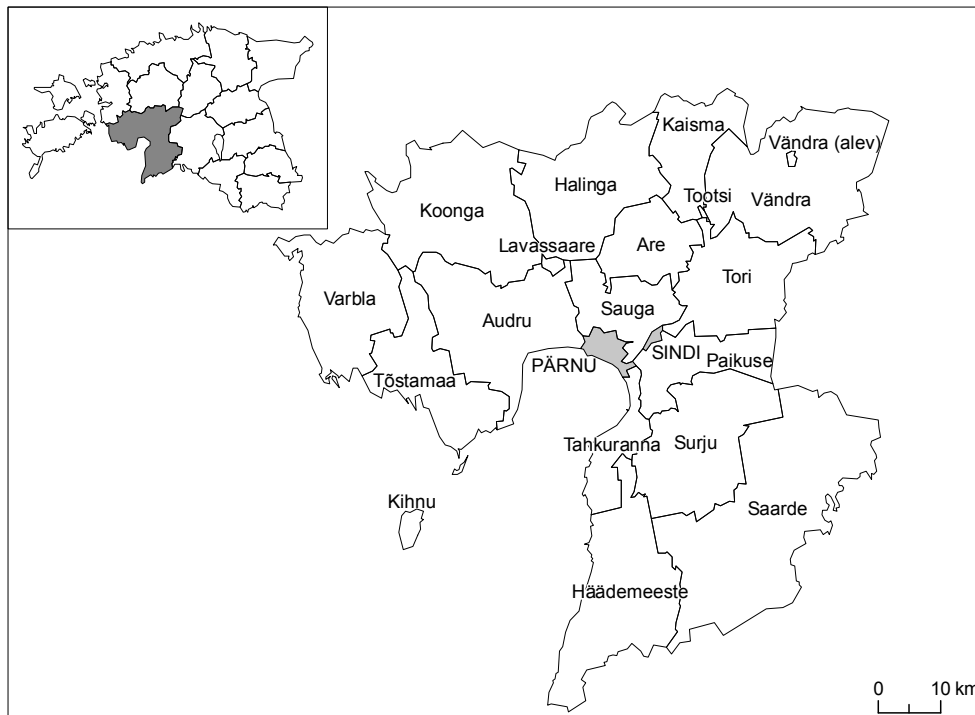 Kaisma
Vändra (alev)
Halinga
Tootsi
Vändra
Koonga
Lavassaare
Are
Tori
Varbla
Sauga
Audru
SINDI
Paikuse
PÄRNU
Tõstamaa
Tahkuranna
Surju
Kihnu
Saarde
Häädemeeste
0 10 km